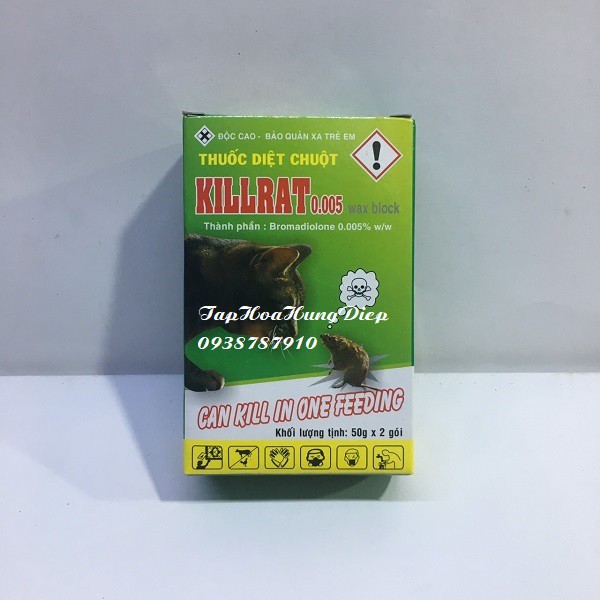 ĐỘC CAO - BẢO QUẢN XA TRẺ EM
THUỐC DIỆT CHUỘT
KILLRAT 0.005 wax block
Thành phần : Bromadiolone 0.005% w/w
TapHoaHungDiep
0938787910
CAN KILL IN ONE FEEDING
Khối lượng tịnh: 50g x 2 gói